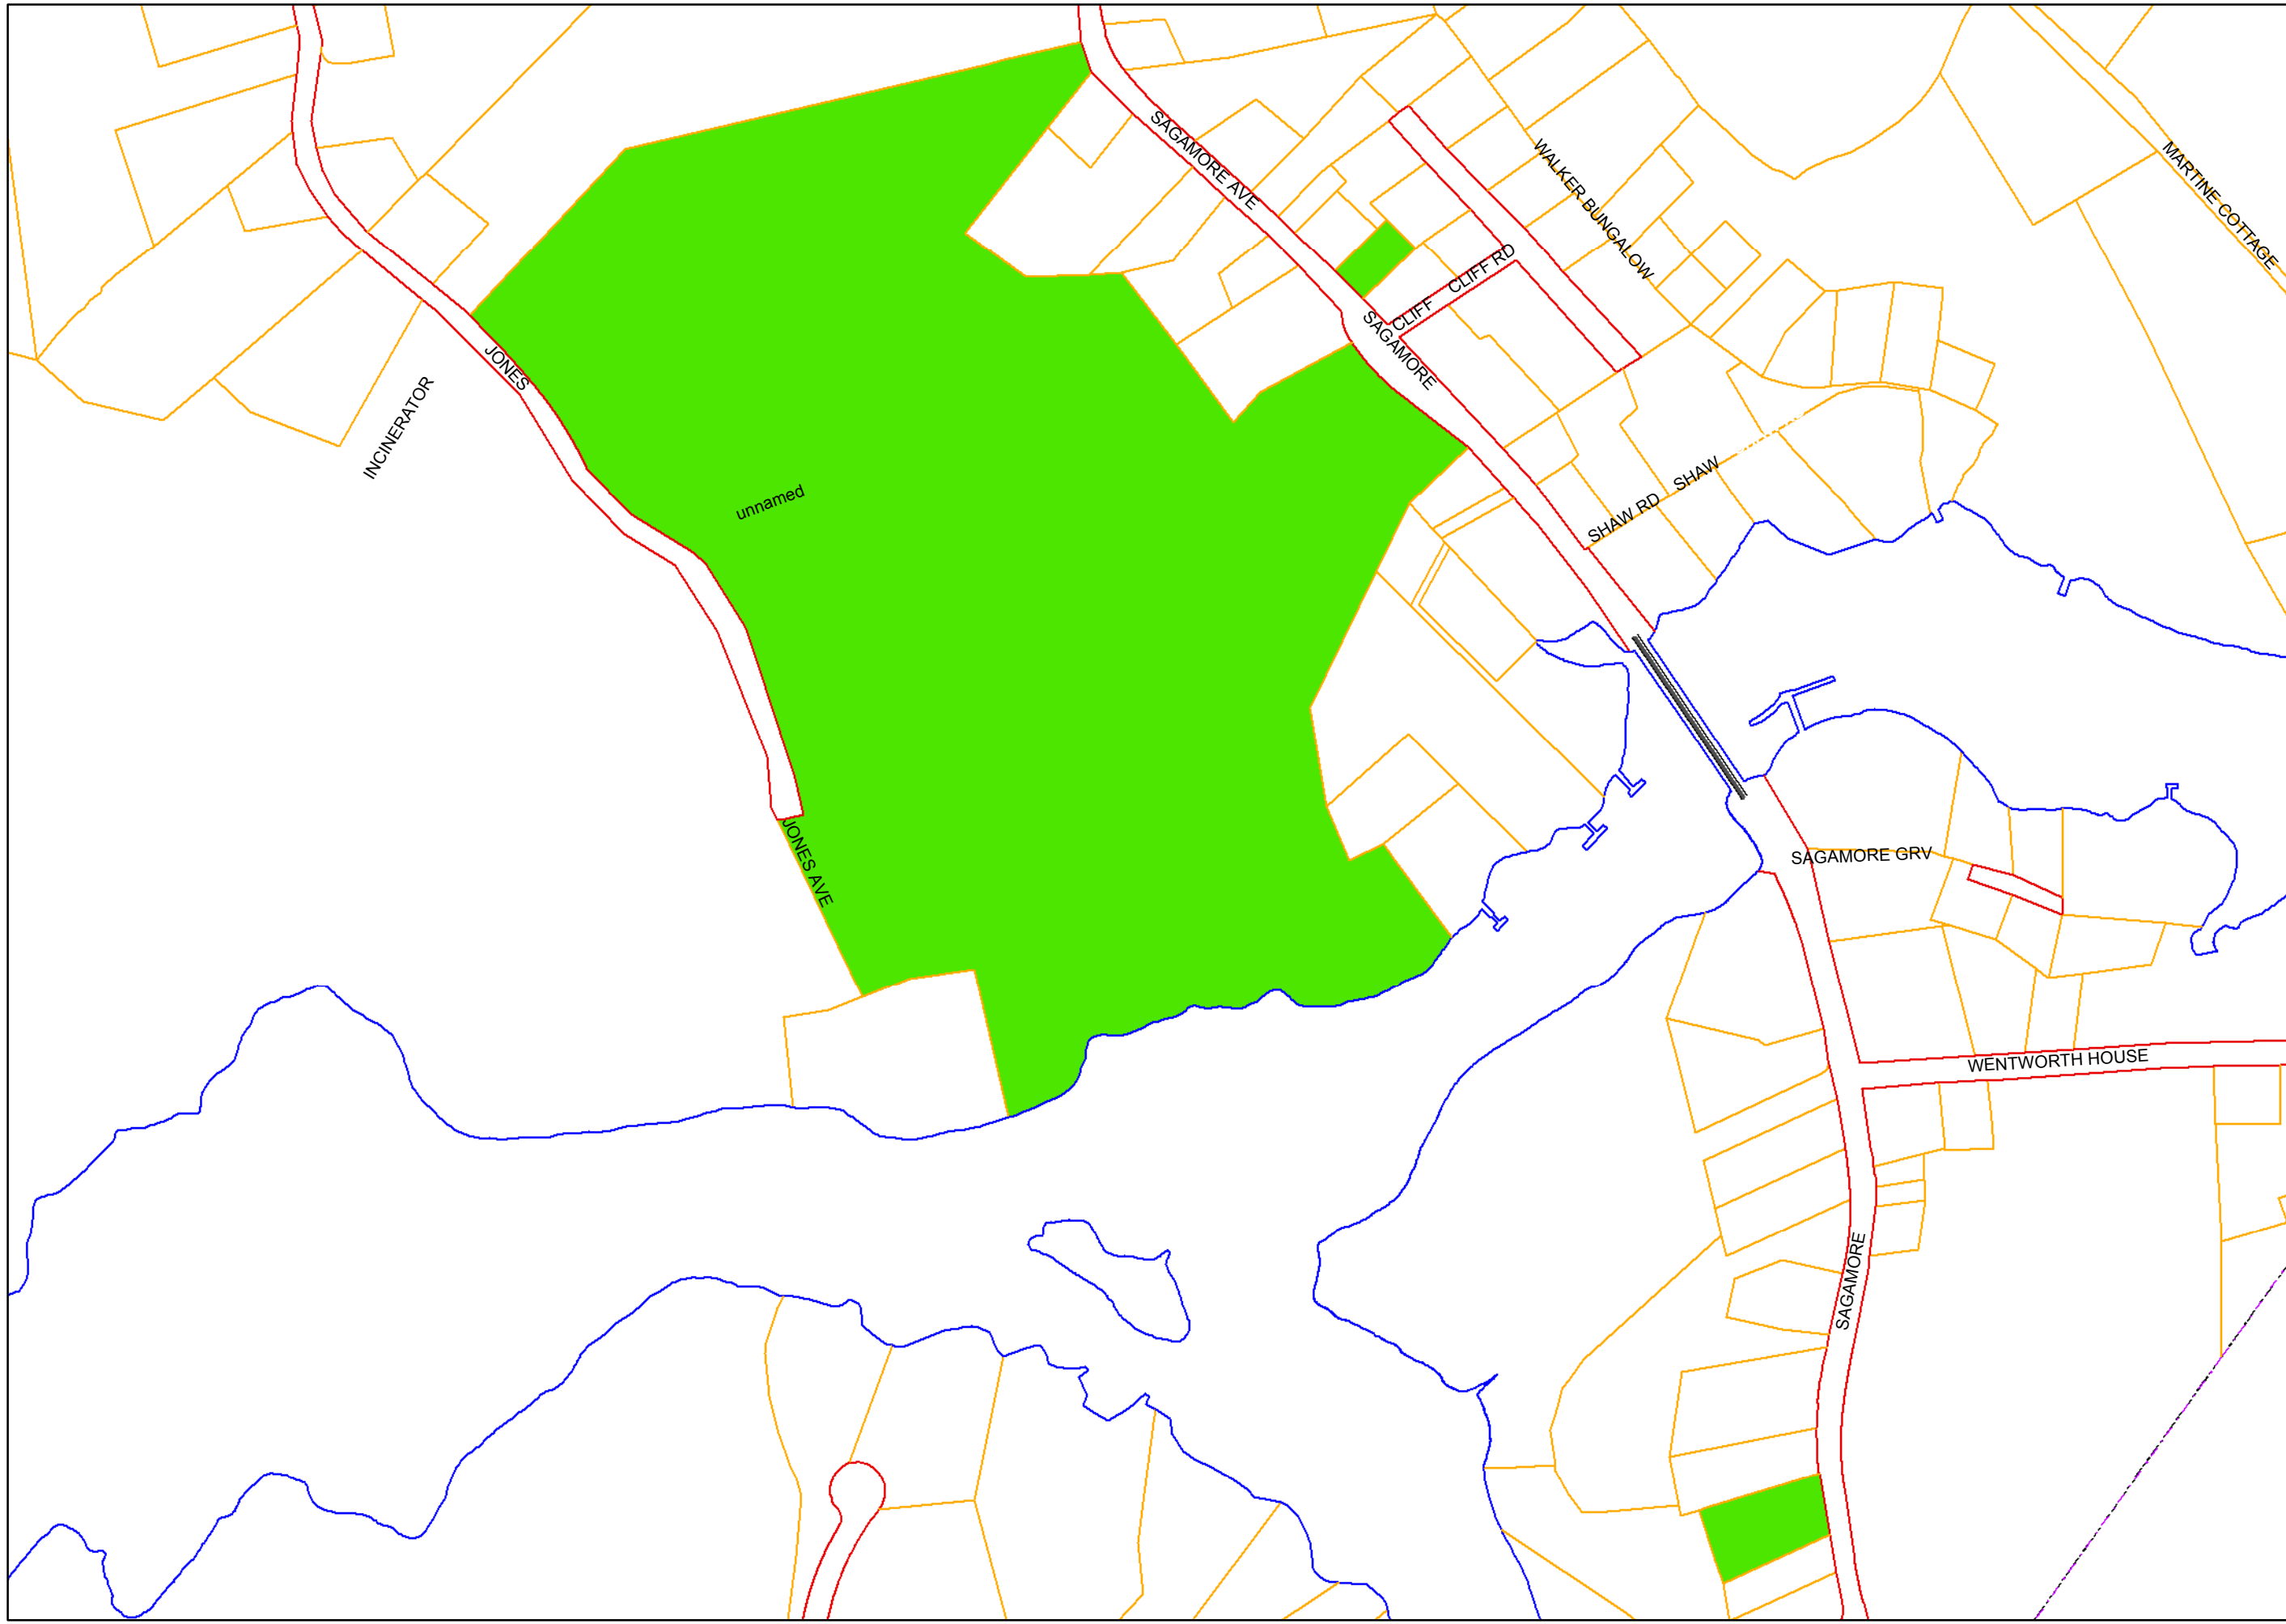 SAGAMORE AVE
WALKER BUNGALOW
MARTINE COTTAGE
CLIFF RD
CLIFF
SAGAMORE
JONES
INCINERATOR
unnamed
SHAW
SHAW RD
JONES AVE
SAGAMORE GRV
WENTWORTH HOUSE
SAGAMORE